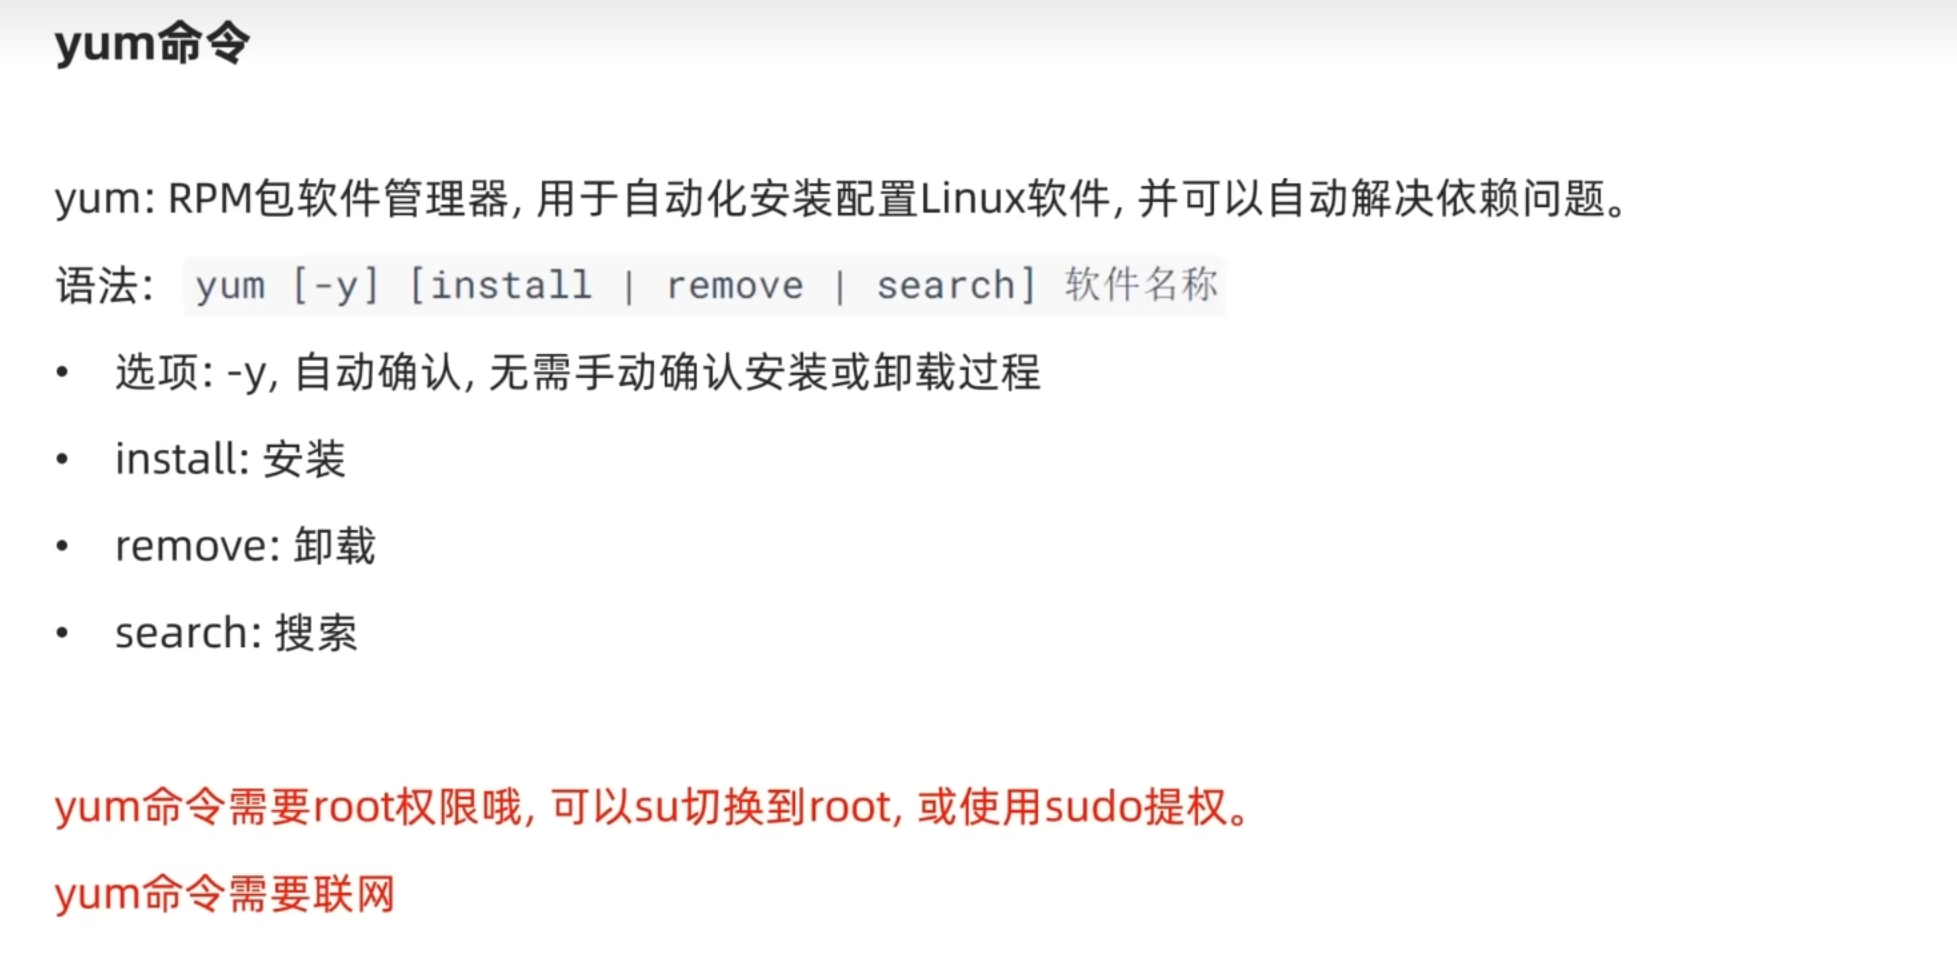 yum命令
yum: RPM包软件管理器, 用于自动化安装配置Linux软件, 并可以自动解决依赖问题。
语法: yum [-y] [install | remove | search] 软件名称
• 选项: -y, 自动确认, 无需手动确认安装或卸载过程
• install: 安装
• remove: 卸载
• search: 搜索
yum命令需要root权限哦, 可以su切换到root, 或使用sudo提权。
yum命令需要联网